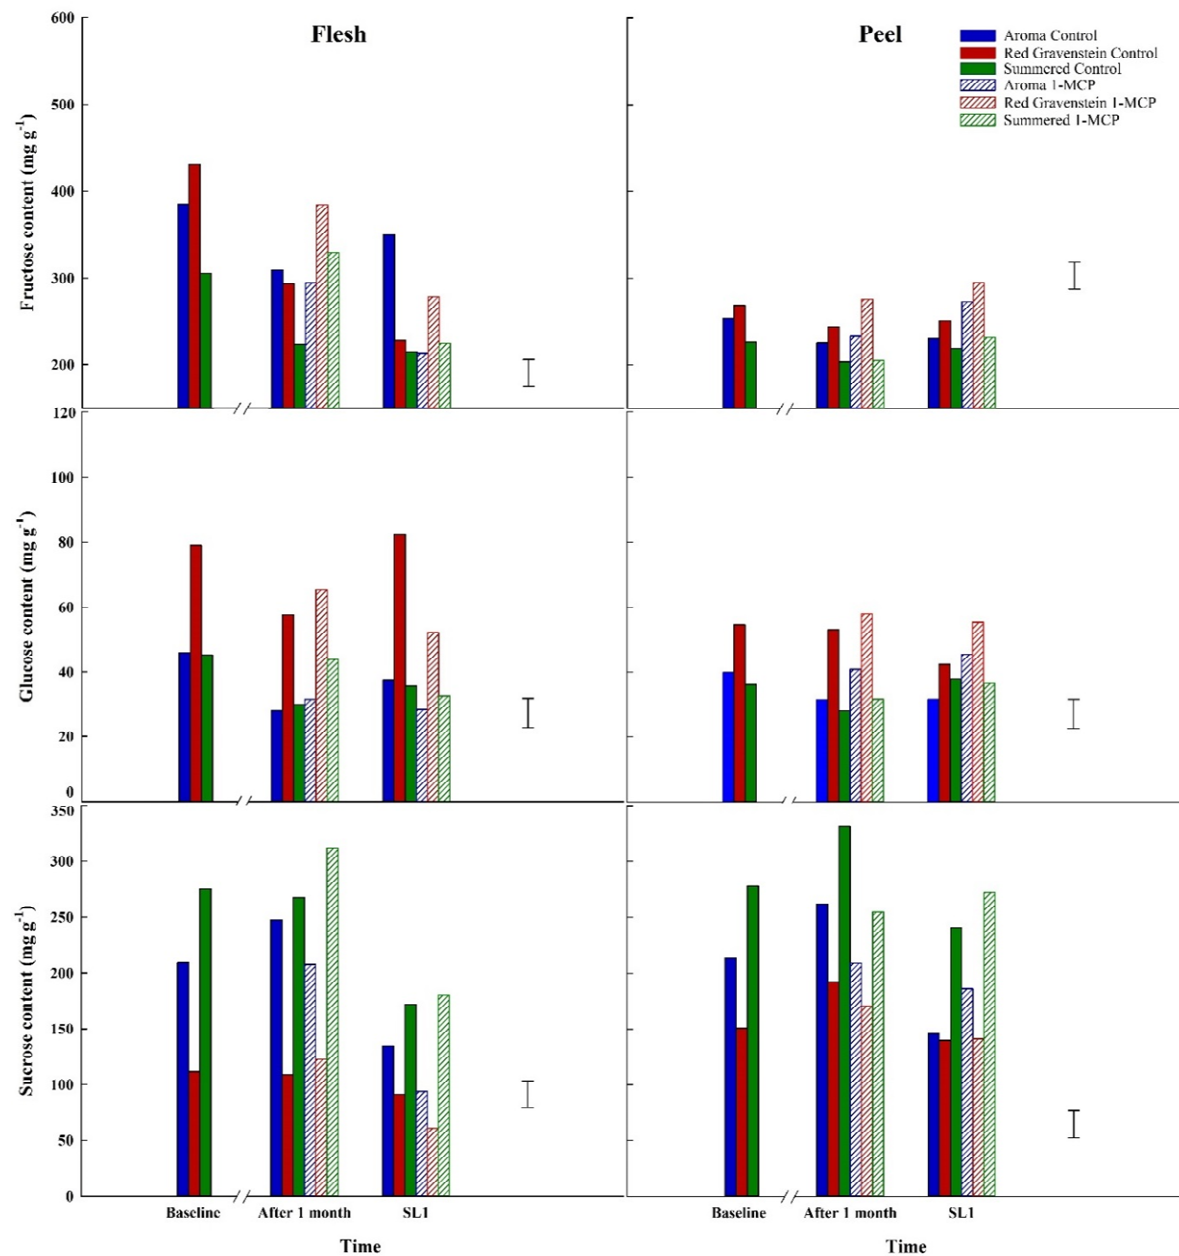 Flesh
Peel
Aroma Control
Red Gravenstein Control
Summered Control
Aroma 1-MCP
Red Gravenstein 1-MCP
Summered 1-MCP
Fructose content (mg g-1)
600
500
400
300
200
Glucose content (mg g-1)
120
100
80
60
40
20
0
Sucrose content (mg g-1)
350
300
250
200
150
100
50
0
Baseline
After 1 month
SL1
Baseline
After 1 month
SL1
Time
Time